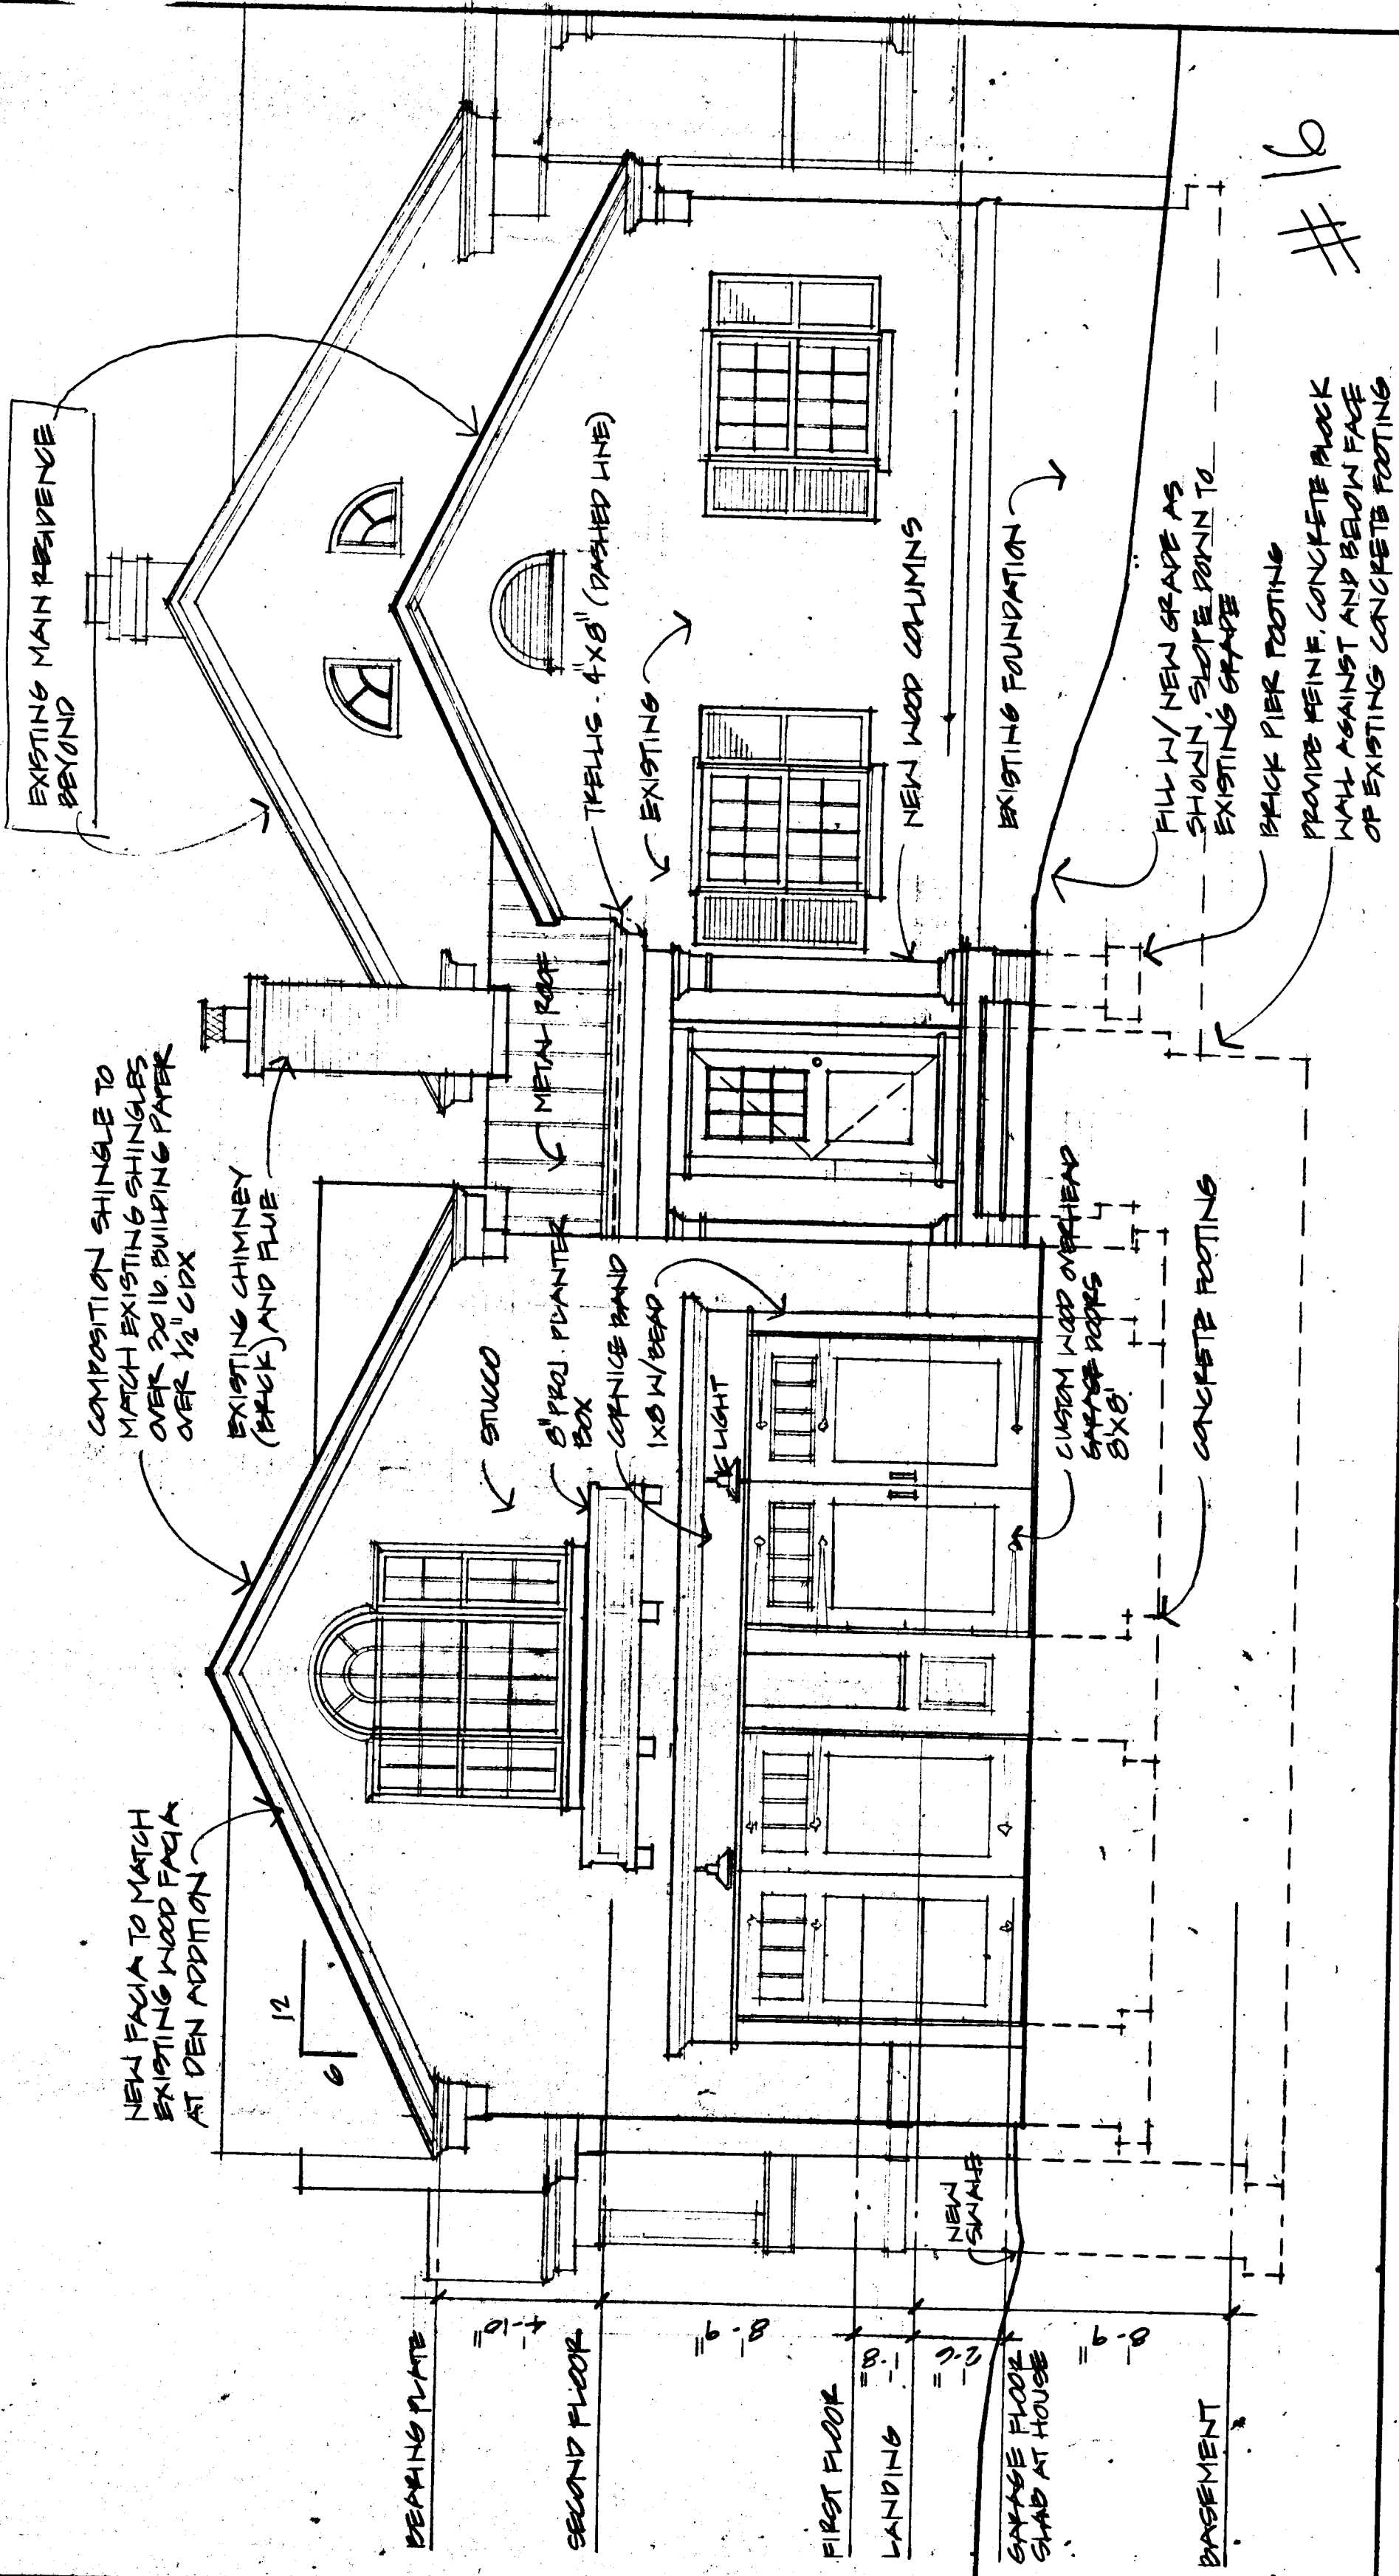 EXISTING MAIN RESIDENCE
BEYOND
COMPOSITION SHINGLE TO
MATCH EXISTING SHINGLES
OVER 30 lb. BUILDING PAPER
OVER 1/2" CDX
EXISTING CHIMNEY
(BRICK) AND FLUE
NEW FACIA TO MATCH
EXISTING WOOD FACIA
AT DEN ADDITION
12
6
STUCCO
8" PROJ. PLANTER
BOX
CORNICE BAND
1X8 W/BEAD
LIGHT
METAL ROOF
TRELLIS - 4"X8" (DASHED LINE)
EXISTING
NEW WOOD COLUMNS
EXISTING FOUNDATION
FILL W/ NEW GRADE AS
SHOWN, SLOPE DOWN TO
EXISTING GRADE
BRICK PIER FOOTING
PROVIDE REINF. CONCRETE BLOCK
WALL AGAINST AND BELOW FACE
OF EXISTING CONCRETE FOOTING
CUSTOM WOOD OVERHEAD
GARAGE DOORS
8'X8'
CONCRETE FOOTING
NEW
SWALE
BEARING PLATE
4'-10"
SECOND FLOOR
8'-9"
FIRST FLOOR
1'-8"
LANDING
2'-6"
GARAGE FLOOR
SLAB AT HOUSE
8'-9"
BASEMENT
# 16